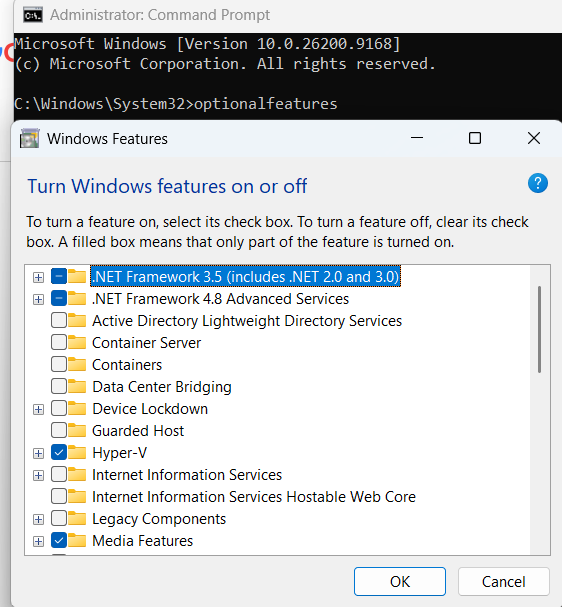 Administrator: Command Prompt
Microsoft Windows [Version 10.0.26200.9168]
(c) Microsoft Corporation. All rights reserved.
C:\Windows\System32>optionalfeatures
Windows Features
Turn Windows features on or off
To turn a feature on, select its check box. To turn a feature off, clear its check
box. A filled box means that only part of the feature is turned on.
.NET Framework 3.5 (includes .NET 2.0 and 3.0)
.NET Framework 4.8 Advanced Services
Active Directory Lightweight Directory Services
Container Server
Containers
Data Center Bridging
Device Lockdown
Guarded Host
Hyper-V
Internet Information Services
Internet Information Services Hostable Web Core
Legacy Components
Media Features
OK
Cancel